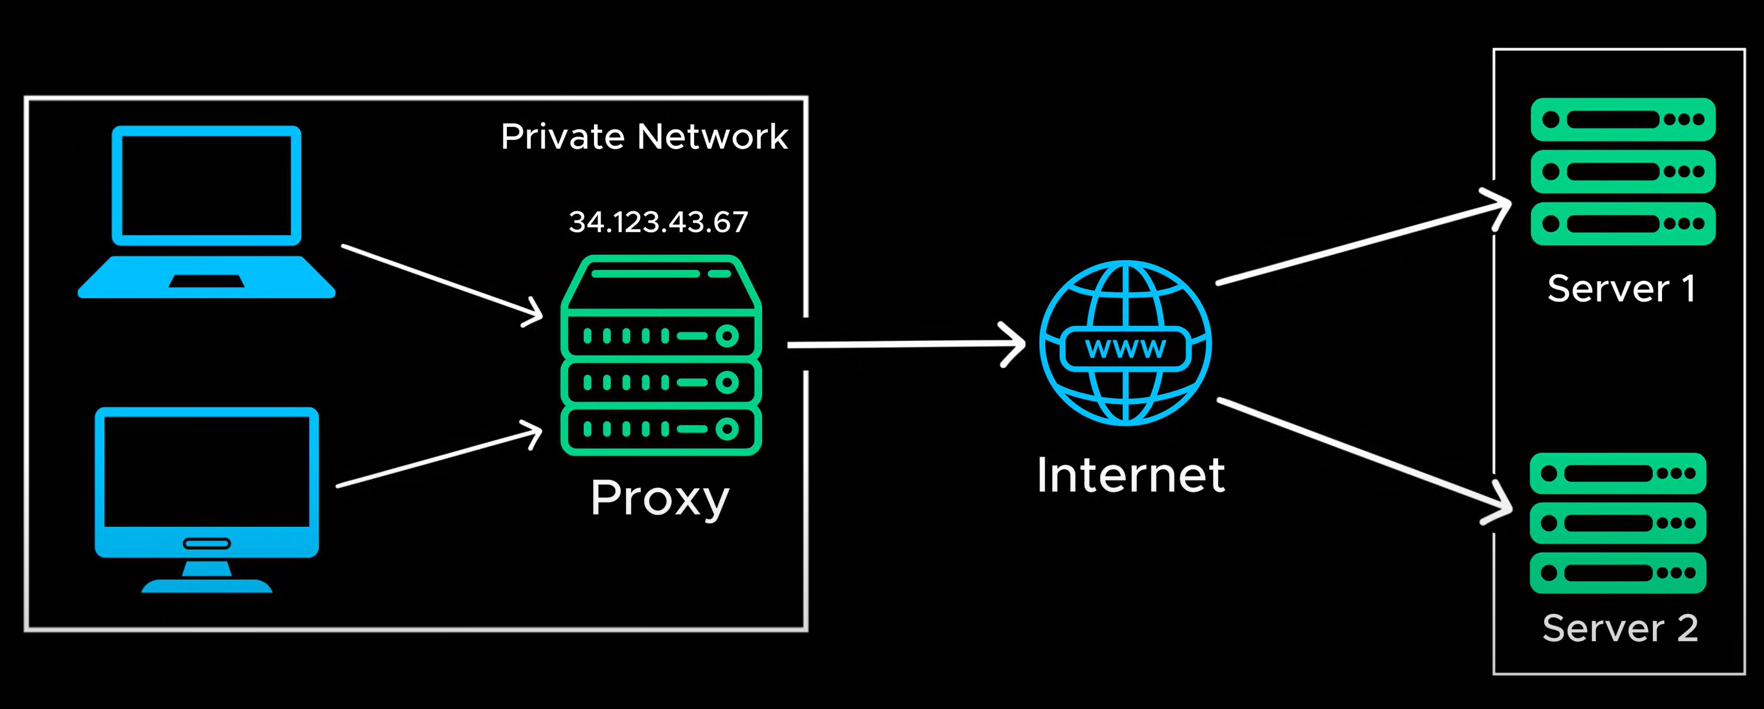 Private Network
34.123.43.67
Proxy
www
Internet
Server 1
Server 2